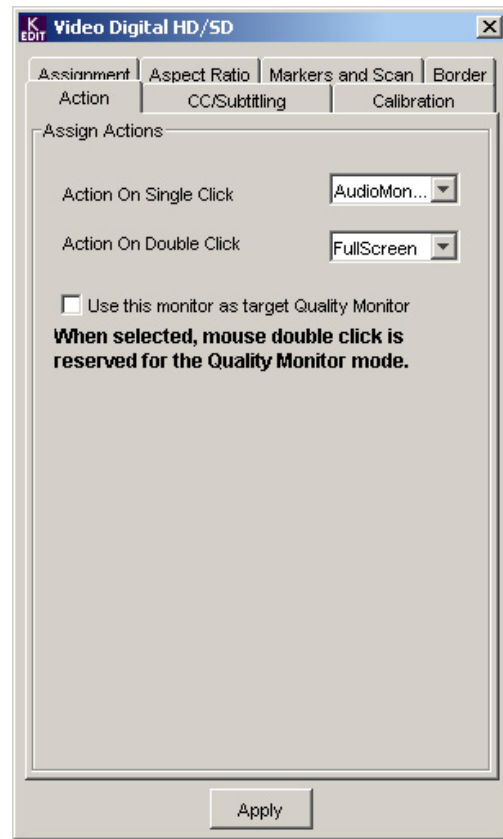 K EDIT Video Digital HD/SD
Assignment Aspect Ratio Markers and Scan Border
Action CC/Subtitling Calibration
Assign Actions
Action On Single Click AudioMon...
Action On Double Click FullScreen
Use this monitor as target Quality Monitor
When selected, mouse double click is
reserved for the Quality Monitor mode.
Apply